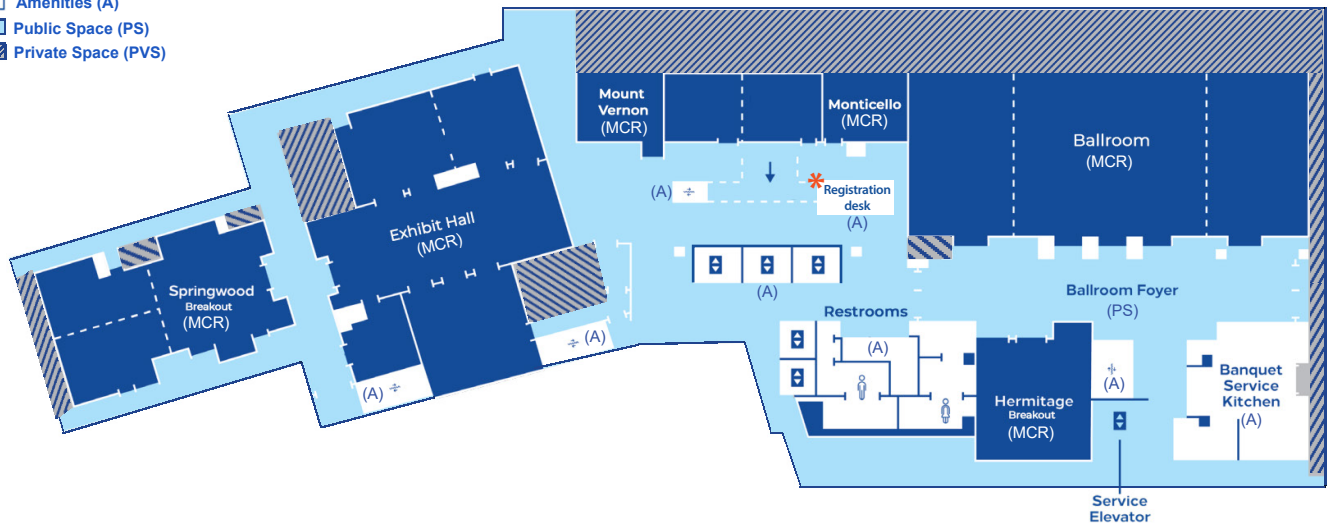 Amenities (A)
Public Space (PS)
Private Space (PVS)
Mount
Vernon
(MCR)
Monticello
(MCR)
Ballroom
(MCR)
(A)
Registration
desk
(A)
Exhibit Hall
(MCR)
Springwood
Breakout
(MCR)
(A)
Ballroom Foyer
(PS)
Restrooms
(A)
(A)
(A)
(A)
Hermitage
Breakout
(MCR)
Banquet
Service
Kitchen
(A)
Service
Elevator